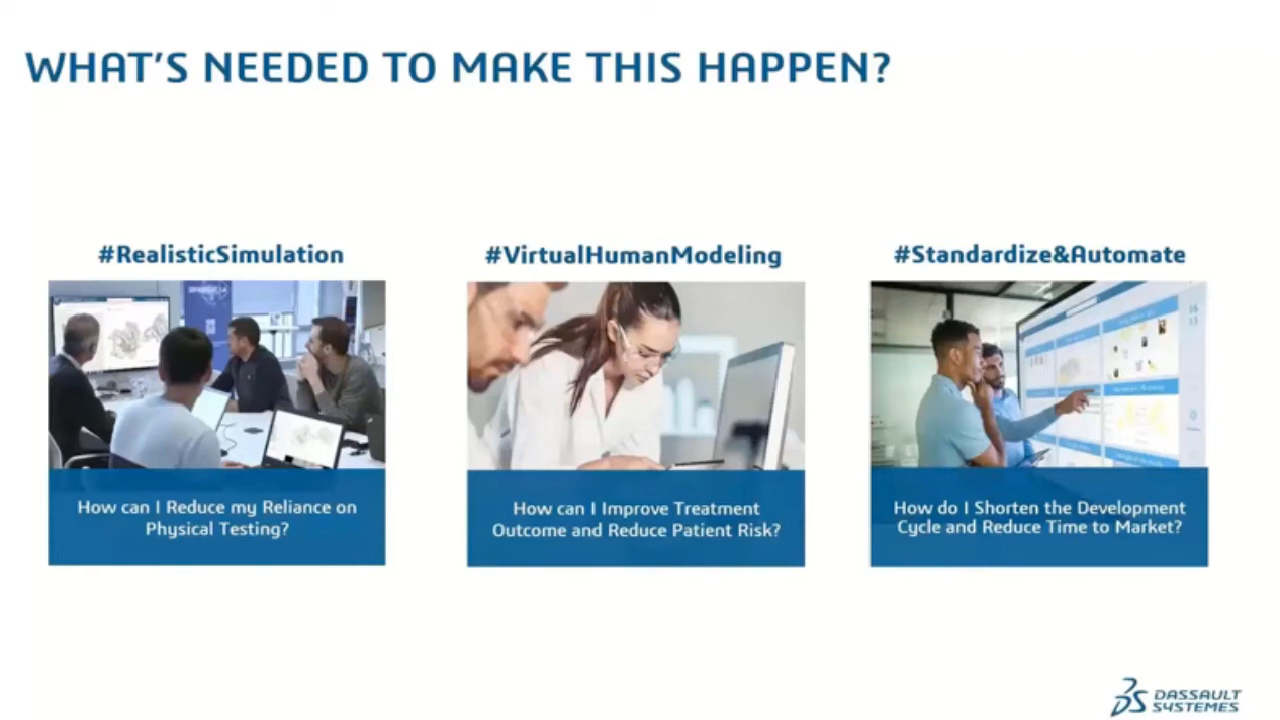 WHAT'S NEEDED TO MAKE THIS HAPPEN?
#RealisticSimulation
How can I Reduce my Reliance on
Physical Testing?
#VirtualHumanModeling
How can I Improve Treatment
Outcome and Reduce Patient Risk?
#Standardize&Automate
How do I Shorten the Development
Cycle and Reduce Time to Market?
DASSAULT
SYSTEMES